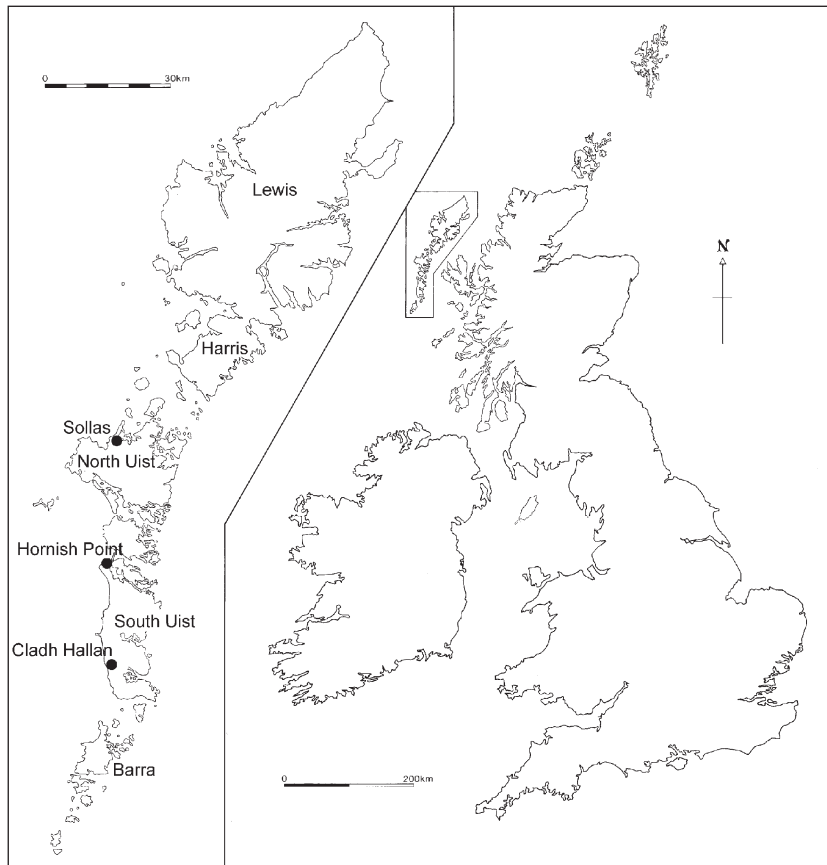 0 30km
Lewis
Harris
Sollas
North Uist
Hornish Point
South Uist
Cladh Hallan
Barra
N
0 200km